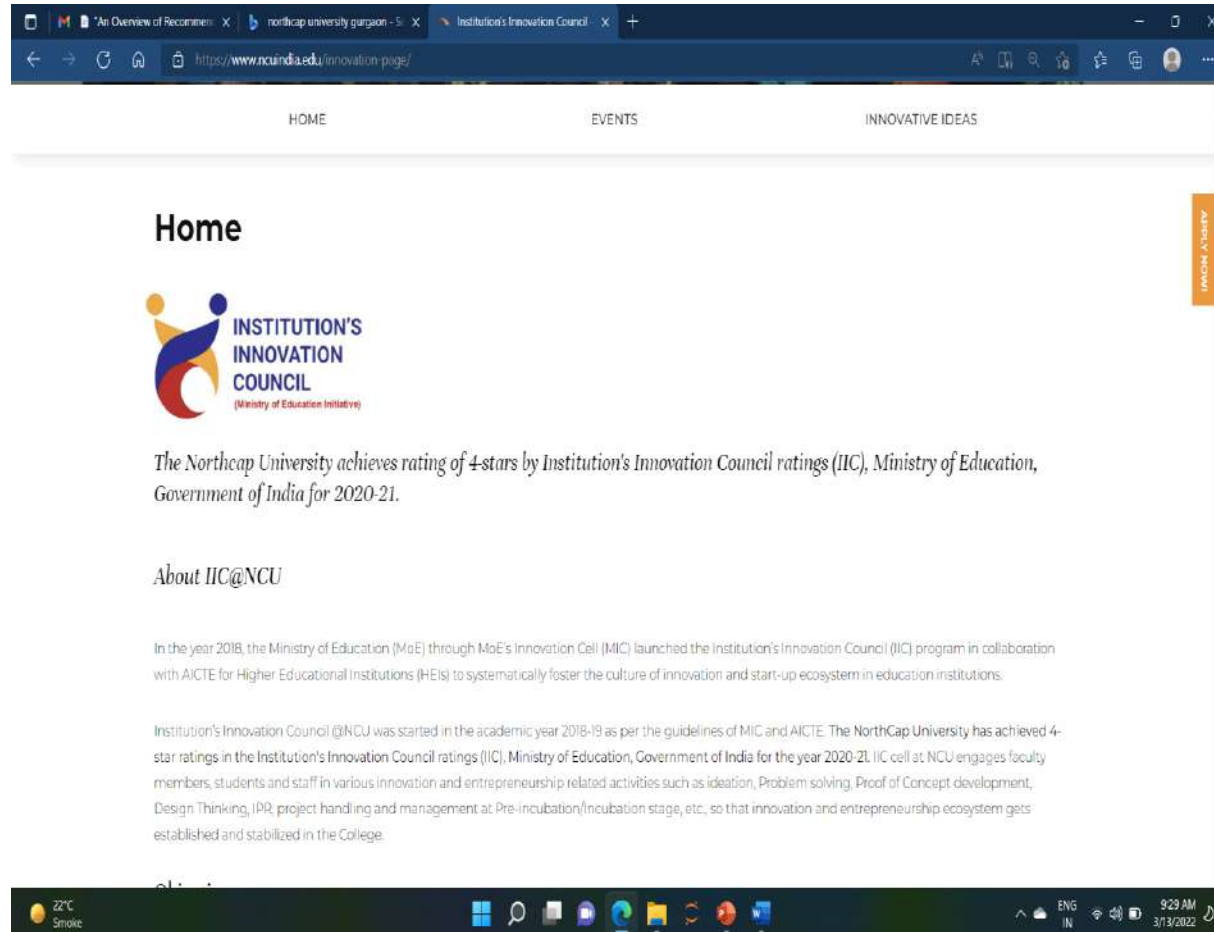 "An Overview of Recommen
northcap university gurgaon - S
Institution's Innovation Council -
https://www.ncuindia.edu/innovation-page/
HOME EVENTS INNOVATIVE IDEAS
APPLY NOW!
Home
INSTITUTION'S
INNOVATION
COUNCIL
(Ministry of Education Initiative)
The Northcap University achieves rating of 4-stars by Institution's Innovation Council ratings (IIC), Ministry of Education,
Government of India for 2020-21.
About IIC@NCU
In the year 2018, the Ministry of Education (MoE) through MoE's Innovation Cell (MIC) launched the Institution's Innovation Council (IIC) program in collaboration
with AICTE for Higher Educational Institutions (HEIs) to systematically foster the culture of innovation and start-up ecosystem in education institutions.
Institution's Innovation Council @NCU was started in the academic year 2018-19 as per the guidelines of MIC and AICTE. The NorthCap University has achieved 4-
star ratings in the Institution's Innovation Council ratings (IIC), Ministry of Education, Government of India for the year 2020-21. IIC cell at NCU engages faculty
members, students and staff in various innovation and entrepreneurship related activities such as ideation, Problem solving, Proof of Concept development,
Design Thinking, IPR, project handling and management at Pre-incubation/Incubation stage, etc., so that innovation and entrepreneurship ecosystem gets
established and stabilized in the College.
22°C
Smoke
ENG
IN
9:29 AM
3/13/2022